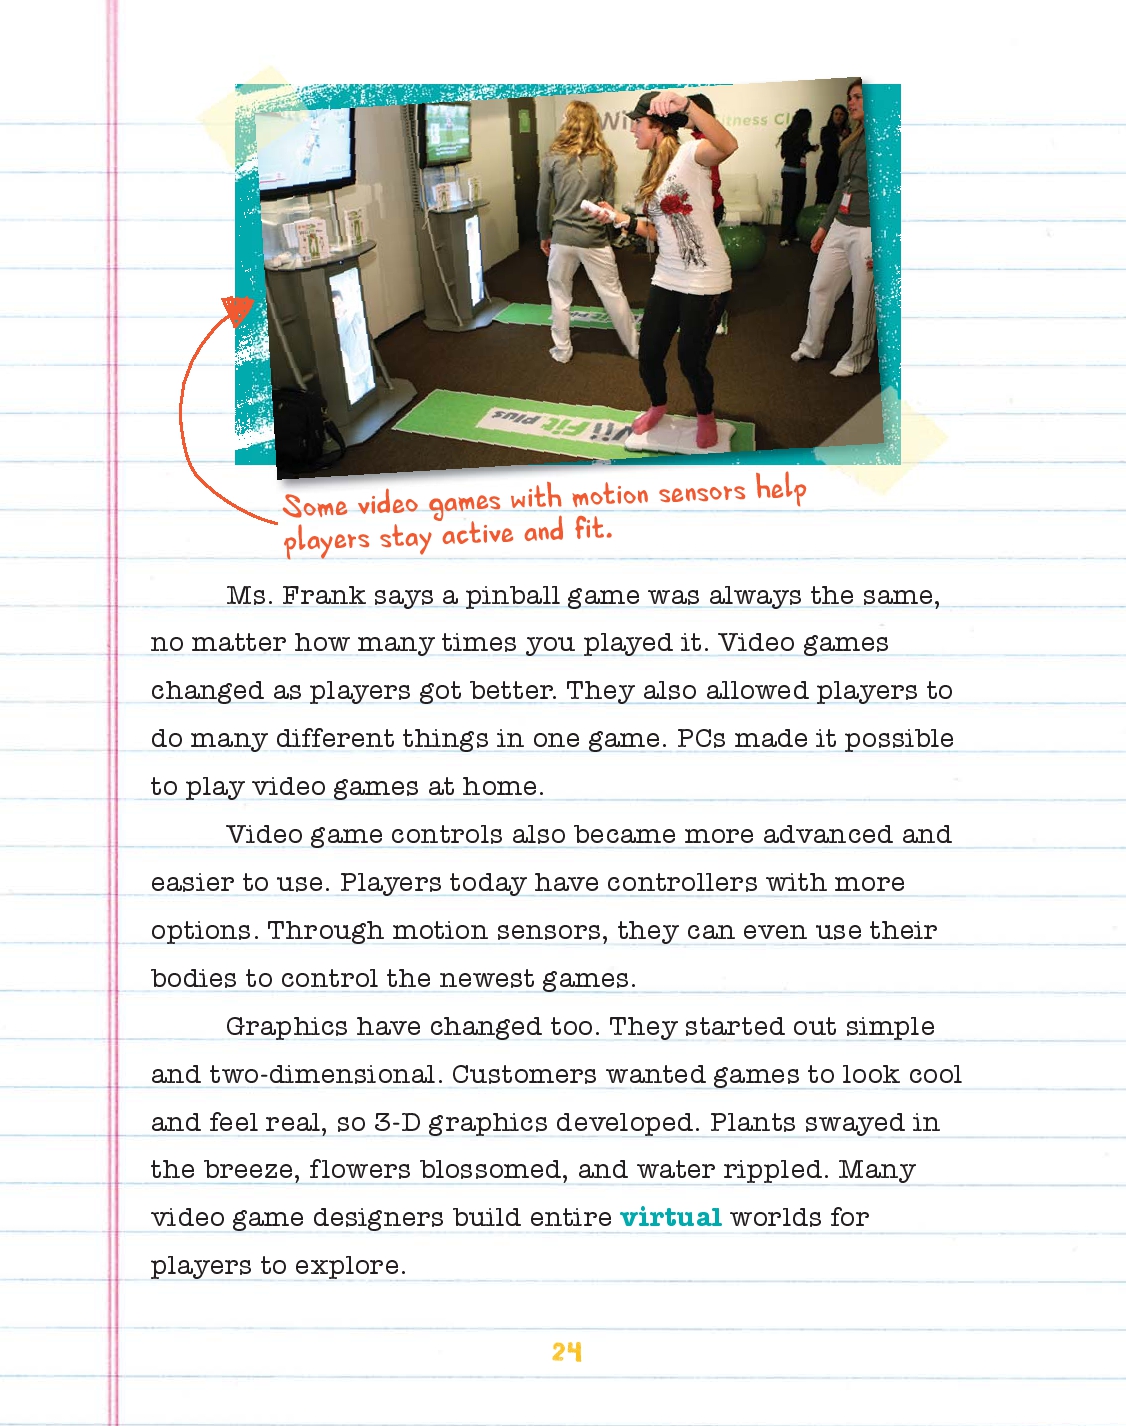 Wii
Fitness Cl
Wii Fit Plus
Some video games with motion sensors help
players stay active and fit.
Ms. Frank says a pinball game was always the same,
no matter how many times you played it. Video games
changed as players got better. They also allowed players to
do many different things in one game. PCs made it possible
to play video games at home.
Video game controls also became more advanced and
easier to use. Players today have controllers with more
options. Through motion sensors, they can even use their
bodies to control the newest games.
Graphics have changed too. They started out simple
and two-dimensional. Customers wanted games to look cool
and feel real, so 3-D graphics developed. Plants swayed in
the breeze, flowers blossomed, and water rippled. Many
video game designers build entire virtual worlds for
players to explore.
24